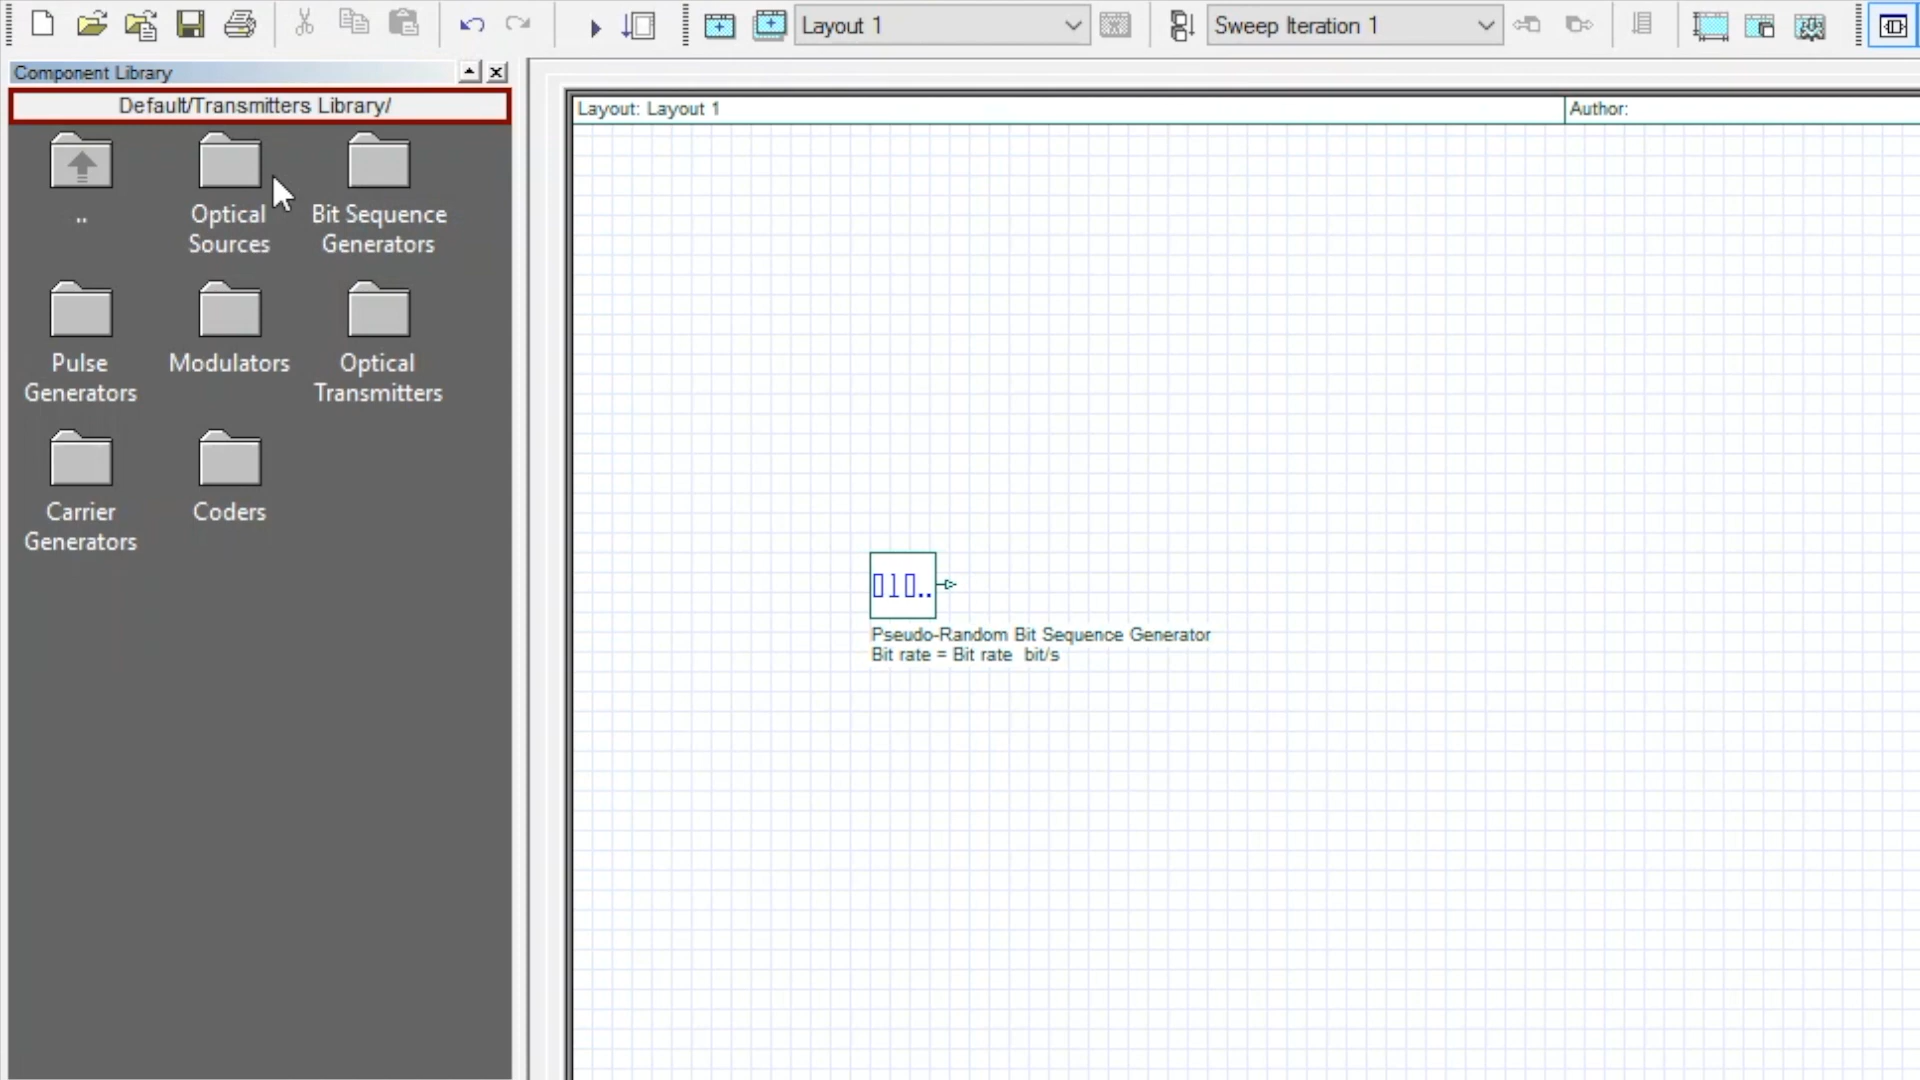 Layout 1
Sweep Iteration 1
Component Library
Default/Transmitters Library/
Layout: Layout 1
Author:
..
Optical
Sources
Bit Sequence
Generators
Pulse
Generators
Modulators
Optical
Transmitters
Carrier
Generators
Coders
Pseudo-Random Bit Sequence Generator
Bit rate = Bit rate  bit/s